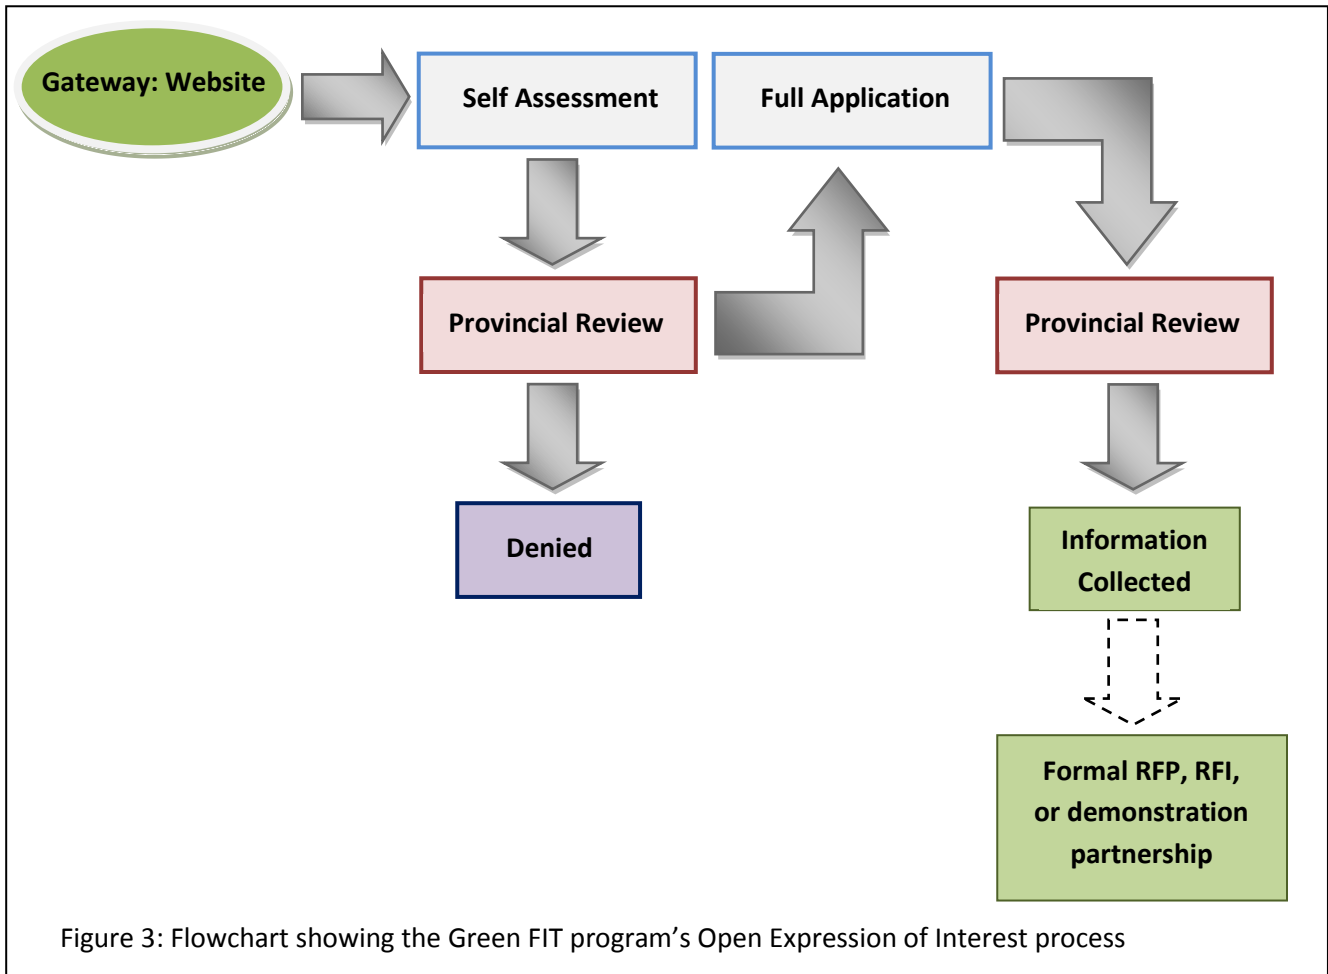 Gateway: Website
Self Assessment
Full Application
Provincial Review
Provincial Review
Denied
Information
Collected
Formal RFP, RFI,
or demonstration
partnership
Figure 3: Flowchart showing the Green FIT program's Open Expression of Interest process